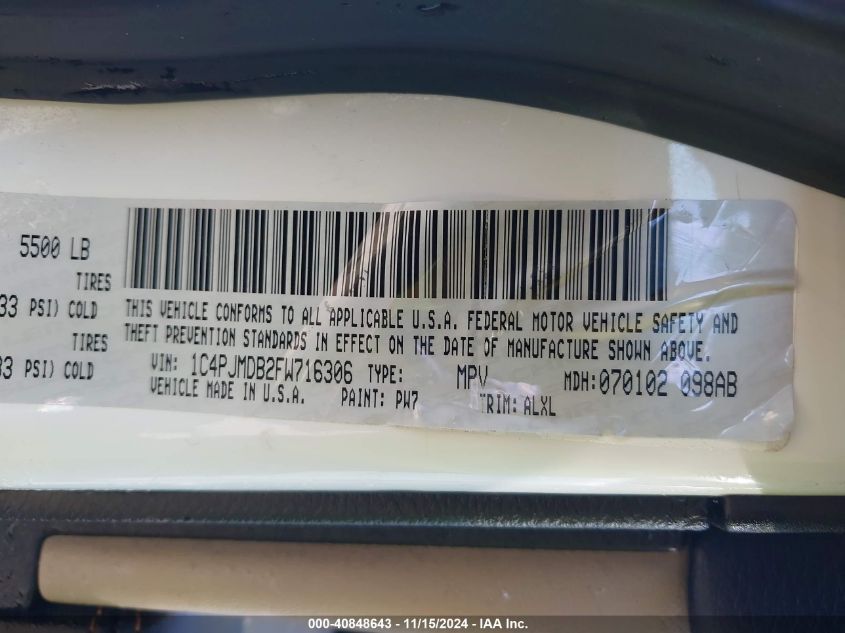 5500 LB
TIRES
33 PSI) COLD
TIRES
33 PSI) COLD
THIS VEHICLE CONFORMS TO ALL APPLICABLE U.S.A. FEDERAL MOTOR VEHICLE SAFETY AND
THEFT PREVENTION STANDARDS IN EFFECT ON THE DATE OF MANUFACTURE SHOWN ABOVE.
VIN: 1C4PJMDB2FW716306 TYPE: MPV MDH:070102 098AB
VEHICLE MADE IN U.S.A. PAINT: PW7 TRIM: ALXL
000-40848643 - 11/15/2024 - IAA Inc.